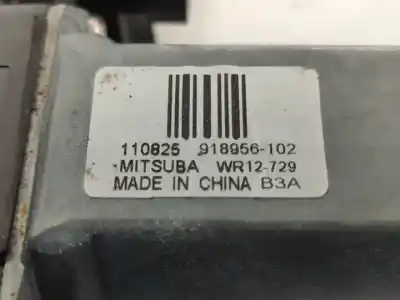 110825 918956-102
MITSUBA WR12-729
MADE IN CHINA B3A